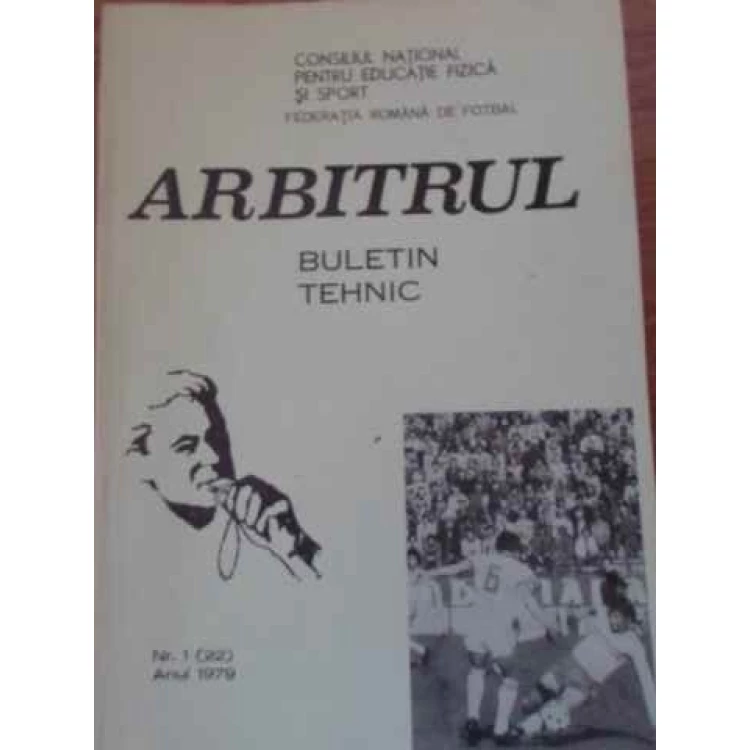 CONSILIUL NAȚIONAL
PENTRU EDUCAȚIE FIZICĂ
ȘI SPORT
FEDERAȚIA ROMÂNĂ DE FOTBAL
ARBITRUL
BULETIN
TEHNIC
6
Nr. 1 (22)
Anul 1979